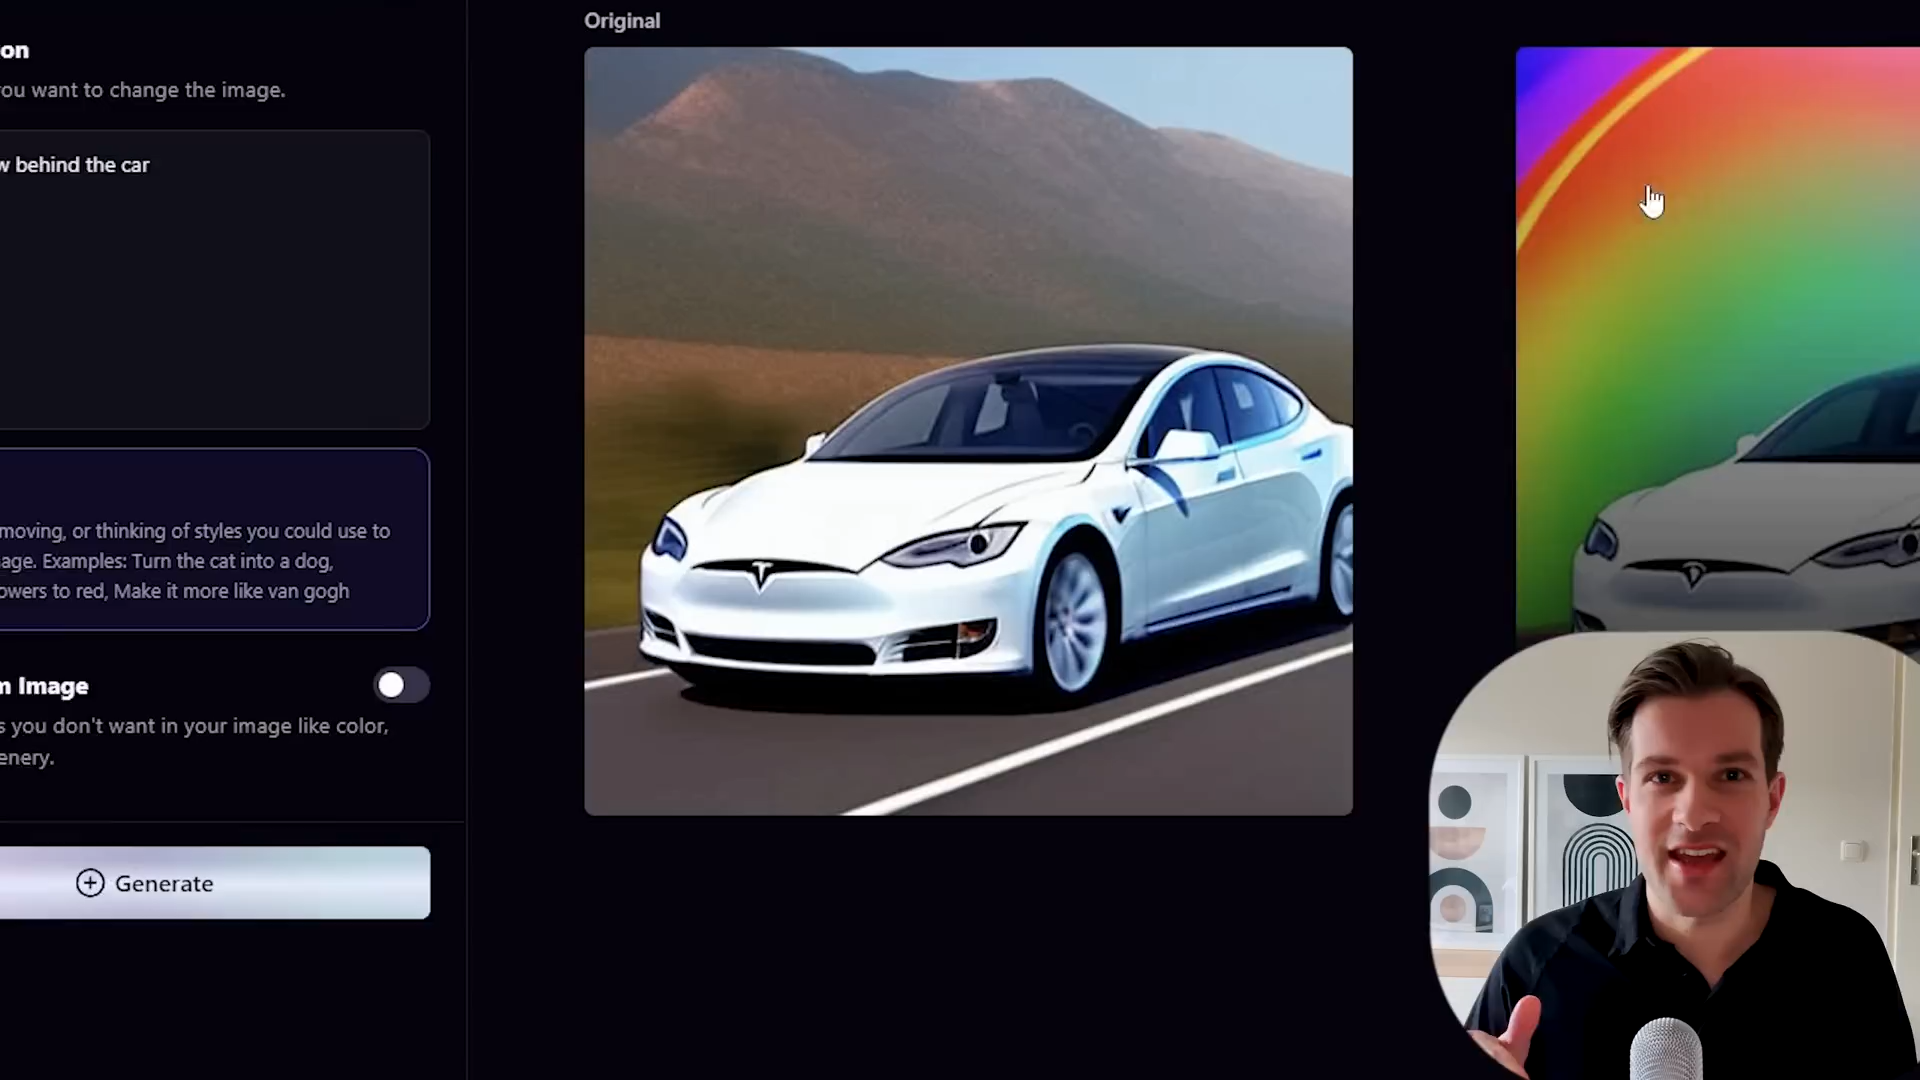 on
ou want to change the image.
w behind the car
moving, or thinking of styles you could use to
age. Examples: Turn the cat into a dog,
owers to red, Make it more like van gogh
m Image
s you don't want in your image like color,
enery.
Generate
Original